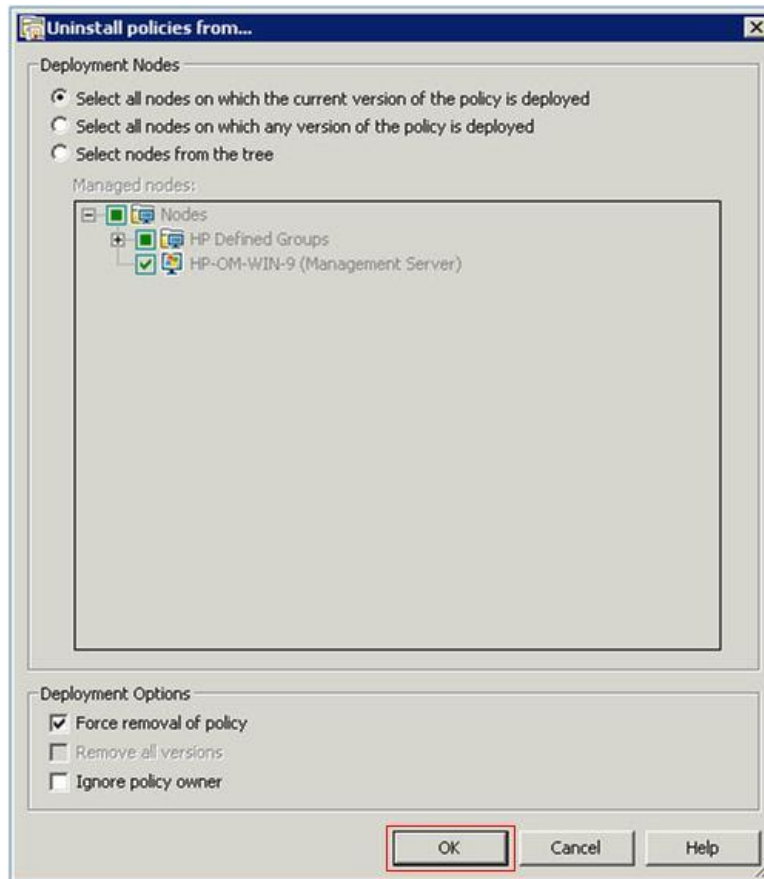 Uninstall policies from...
Deployment Nodes
Select all nodes on which the current version of the policy is deployed
Select all nodes on which any version of the policy is deployed
Select nodes from the tree
Managed nodes:
Nodes
HP Defined Groups
HP-OM-WIN-9 (Management Server)
Deployment Options
Force removal of policy
Remove all versions
Ignore policy owner
OK Cancel Help